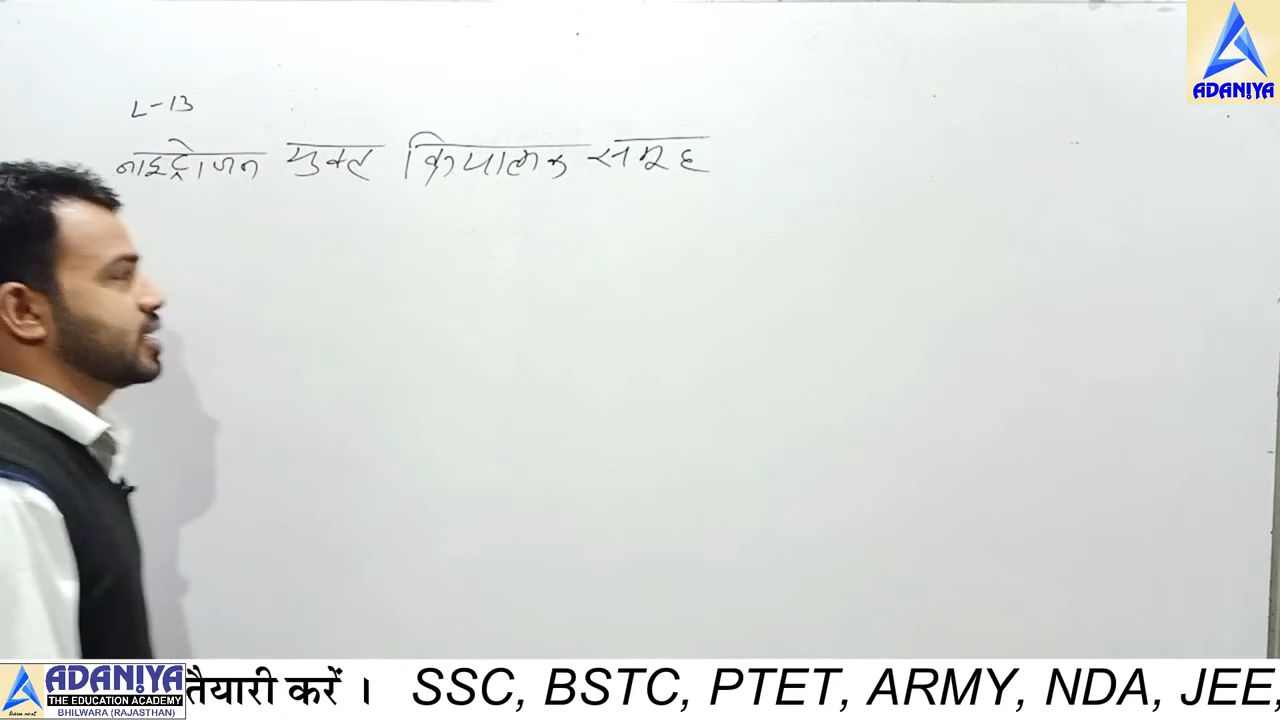 ADANIYA
L-13
नाइट्रोजन युक्त क्रियात्मक समूह
ADANIYA
THE EDUCATION ACADEMY
BHILWARA (RAJASTHAN)
तैयारी करें । SSC, BSTC, PTET, ARMY, NDA, JEE,